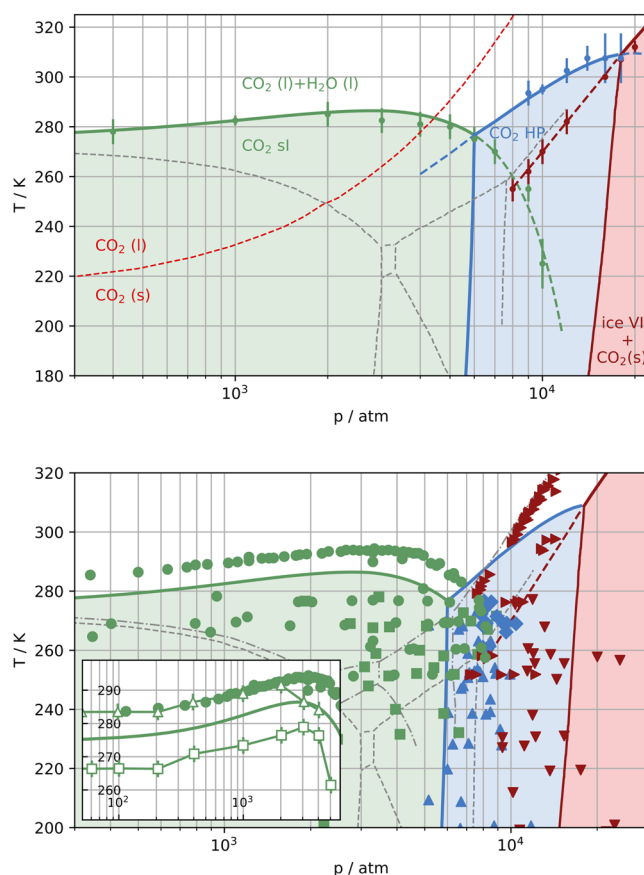 320
300
280
260
240
220
200
180
T / K
CO₂ (l)+H₂O (l)
CO₂ sI
CO₂ HP
CO₂ (l)
CO₂ (s)
ice VI
+
CO₂(s)
10³
10⁴
p / atm
320
300
280
260
240
220
200
T / K
290
280
270
260
10²
10³
10³
10⁴
p / atm